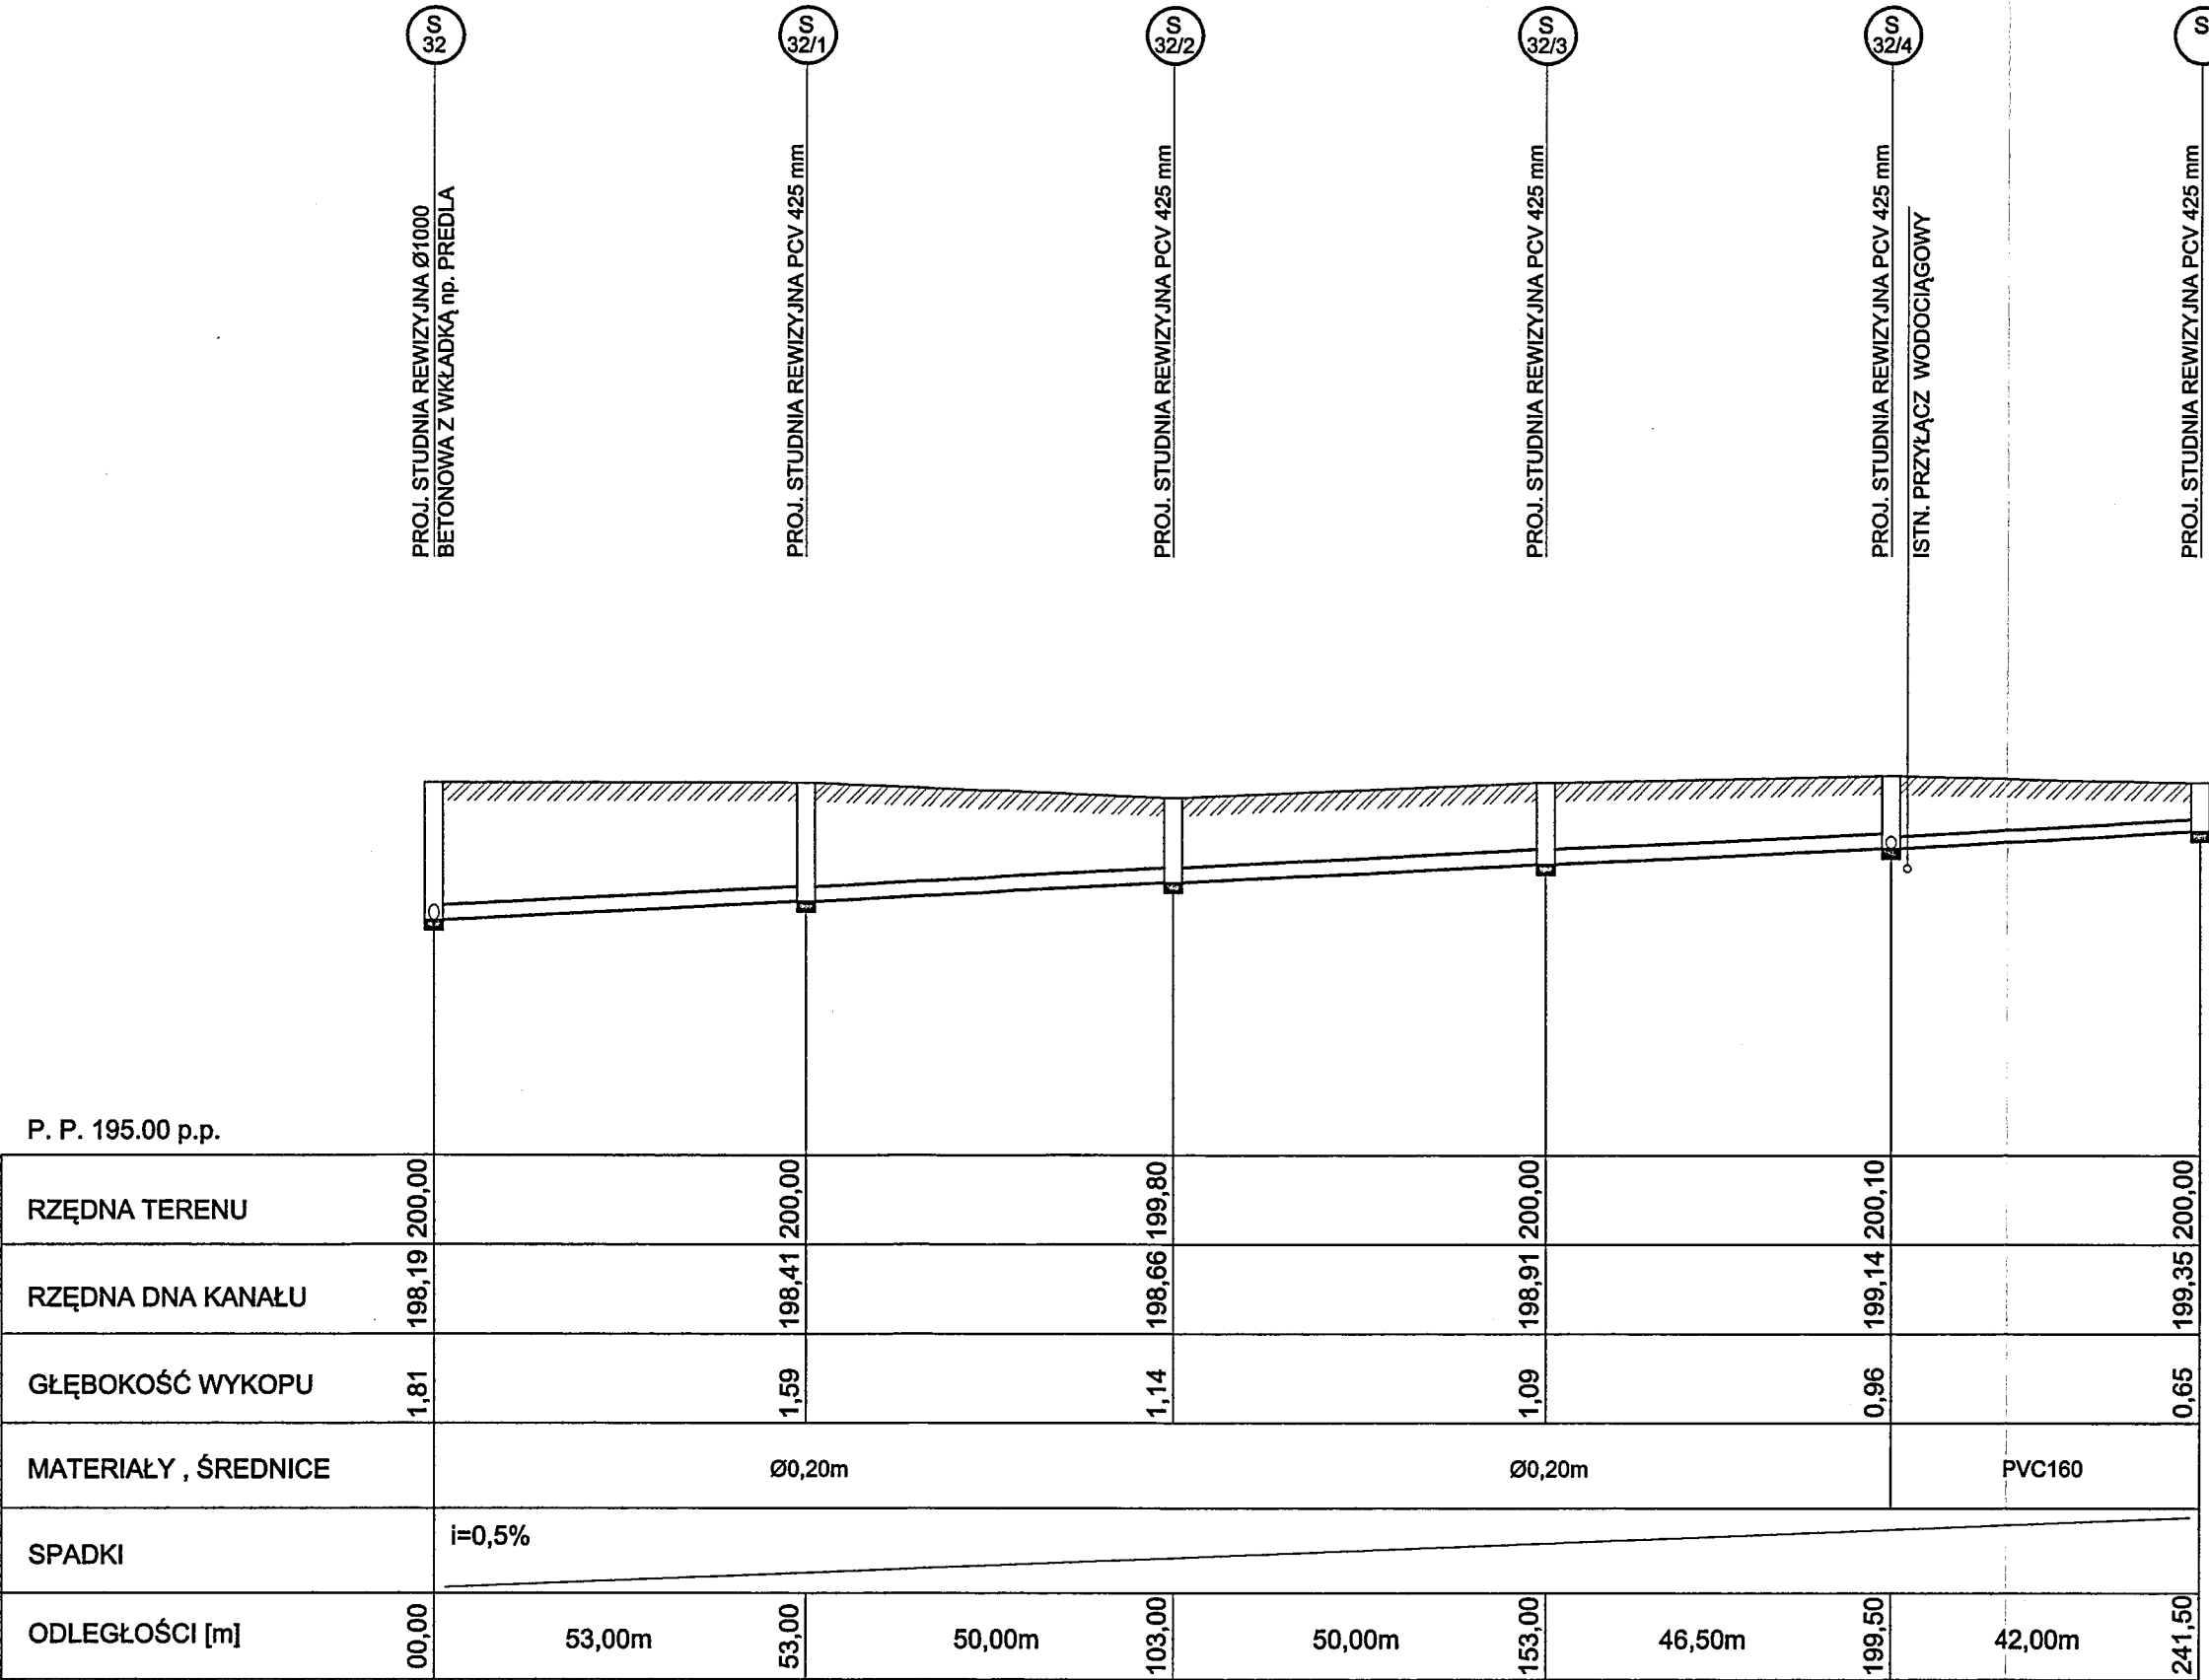 S
32
S
32/1
S
32/2
S
32/3
S
32/4
S
PROJ. STUDNIA REWIZYJNA Ø1000
BETONOWA Z WKŁADKĄ np. PREDLA
PROJ. STUDNIA REWIZYJNA PCV 425 mm
PROJ. STUDNIA REWIZYJNA PCV 425 mm
PROJ. STUDNIA REWIZYJNA PCV 425 mm
PROJ. STUDNIA REWIZYJNA PCV 425 mm
ISTN. PRZYŁĄCZ WODOCIĄGOWY
PROJ. STUDNIA REWIZYJNA PCV 425 mm
P. P. 195.00 p.p.
RZĘDNA TERENU 200,00 200,00 199,80 200,00 200,10 200,00
RZĘDNA DNA KANAŁU 198,19 198,41 198,66 198,91 199,14 199,35
GŁĘBOKOŚĆ WYKOPU 1,81 1,59 1,14 1,09 0,96 0,65
MATERIAŁY , ŚREDNICE Ø0,20m Ø0,20m PVC160
SPADKI i=0,5%
ODLEGŁOŚCI [m] 00,00 53,00m 53,00 50,00m 103,00 50,00m 153,00 46,50m 199,50 42,00m 241,50